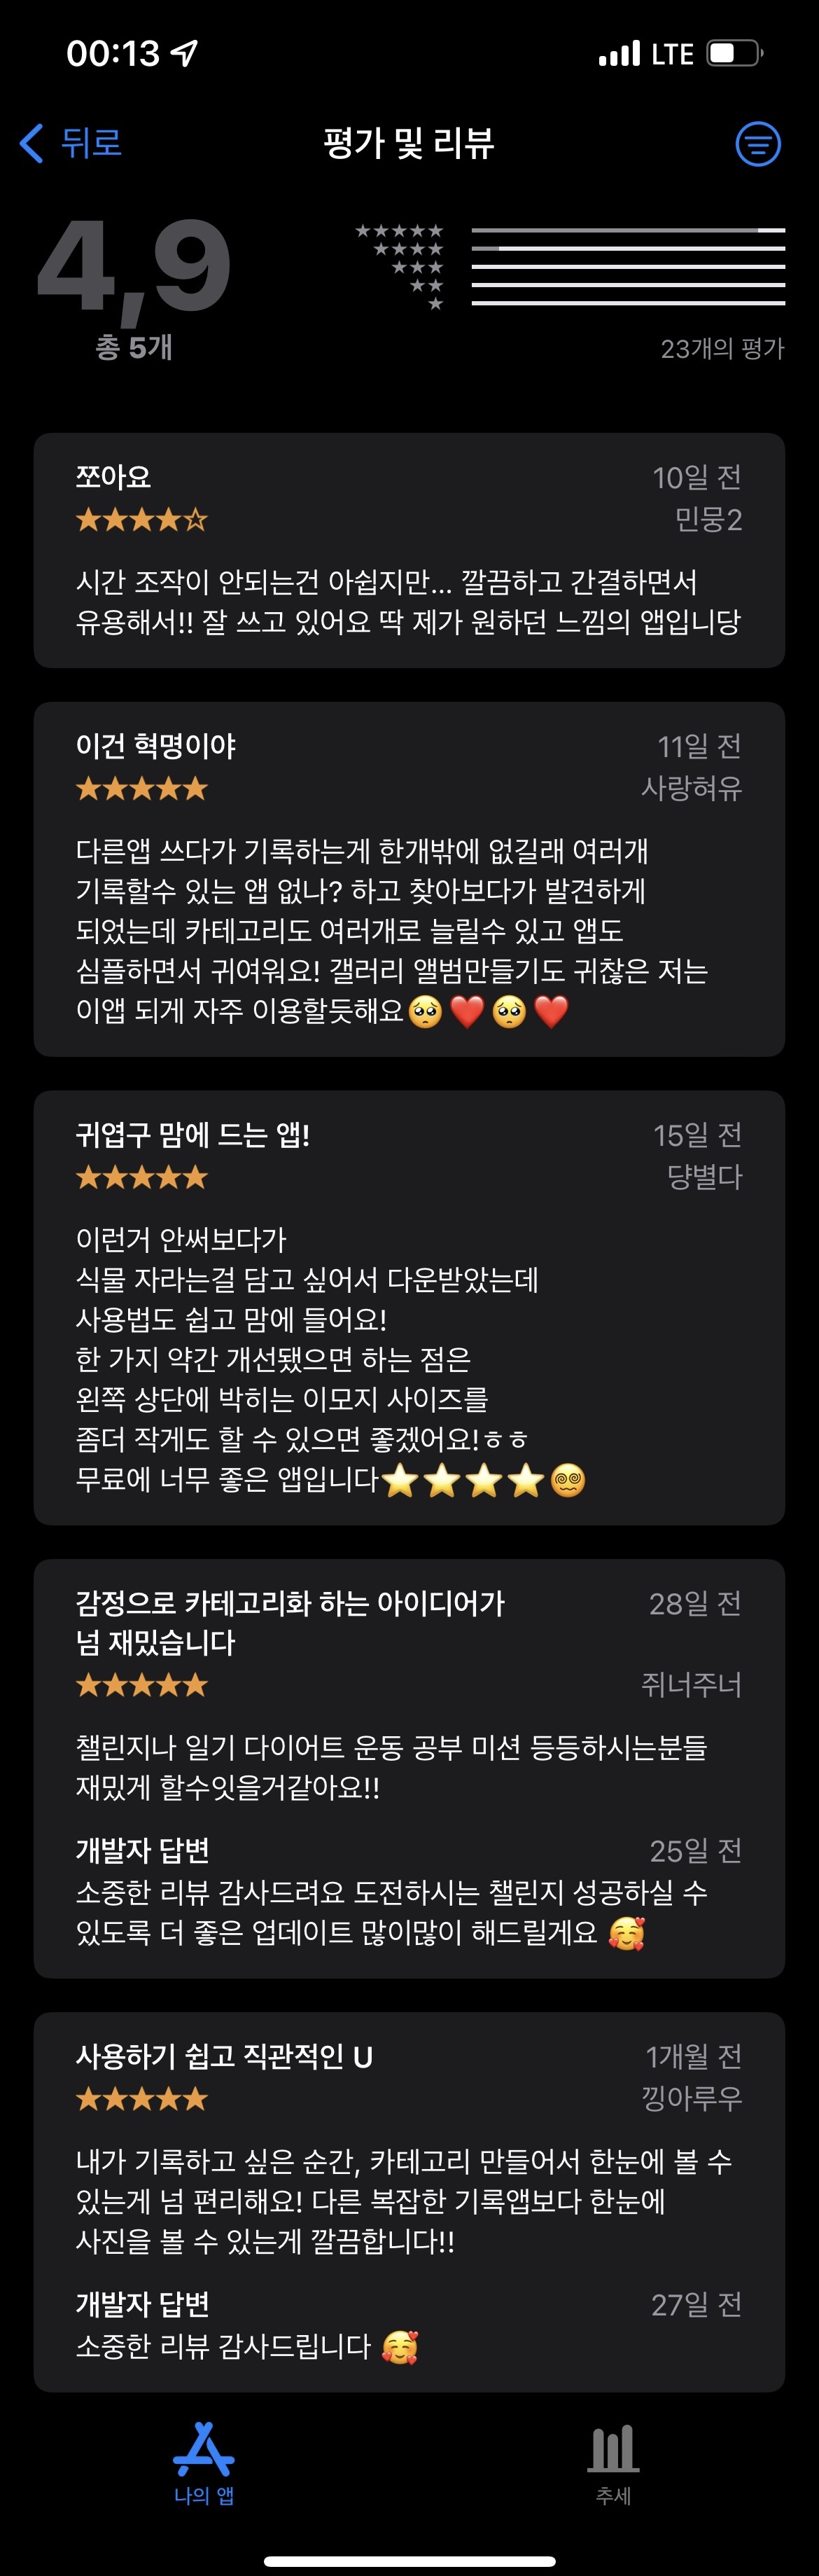 00:13
LTE
뒤로
평가 및 리뷰
4,9
총 5개
★★★★★
★★★★
★★★
★★
★
23개의 평가
쪼아요
10일 전
★★★★☆
민뭉2
시간 조작이 안되는건 아쉽지만... 깔끔하고 간결하면서
유용해서!! 잘 쓰고 있어요 딱 제가 원하던 느낌의 앱입니당
이건 혁명이야
11일 전
★★★★★
사랑혀유
다른앱 쓰다가 기록하는게 한개밖에 없길래 여러개
기록할수 있는 앱 없나? 하고 찾아보다가 발견하게
되었는데 카테고리도 여러개로 늘릴수 있고 앱도
심플하면서 귀여워요! 갤러리 앨범만들기도 귀찮은 저는
이앱 되게 자주 이용할듯해요🥺❤️🥺❤️
귀엽구 맘에 드는 앱!
15일 전
★★★★★
댱별다
이런거 안써보다가
식물 자라는걸 담고 싶어서 다운받았는데
사용법도 쉽고 맘에 들어요!
한 가지 약간 개선됐으면 하는 점은
왼쪽 상단에 박히는 이모지 사이즈를
좀더 작게도 할 수 있으면 좋겠어요!ㅎㅎ
무료에 너무 좋은 앱입니다⭐⭐⭐⭐😵‍💫
감정으로 카테고리화 하는 아이디어가
넘 재밌습니다
28일 전
★★★★★
쥐너주너
챌린지나 일기 다이어트 운동 공부 미션 등등하시는분들
재밌게 할수잇을거같아요!!
개발자 답변
25일 전
소중한 리뷰 감사드려요 도전하시는 챌린지 성공하실 수
있도록 더 좋은 업데이트 많이많이 해드릴게요 🥰
사용하기 쉽고 직관적인 U
1개월 전
★★★★★
낑아루우
내가 기록하고 싶은 순간, 카테고리 만들어서 한눈에 볼 수
있는게 넘 편리해요! 다른 복잡한 기록앱보다 한눈에
사진을 볼 수 있는게 깔끔합니다!!
개발자 답변
27일 전
소중한 리뷰 감사드립니다 🥰
나의 앱
추세